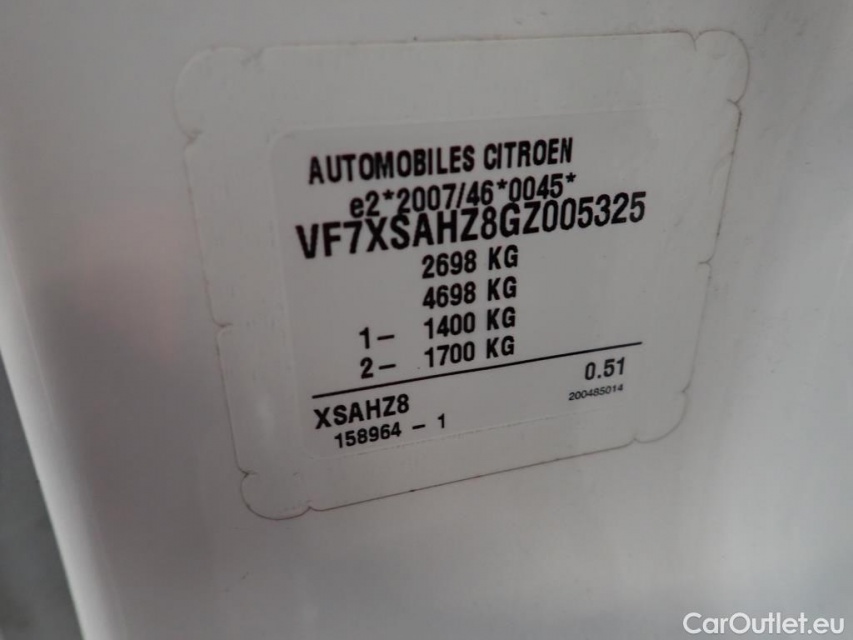 AUTOMOBILES CITROEN
e2*2007/46*0045*
VF7XSAHZ8GZ005325
2698 KG
4698 KG
1– 1400 KG
2– 1700 KG
XSAHZ8 0.51
158964 – 1 200485014
CarOutlet.eu